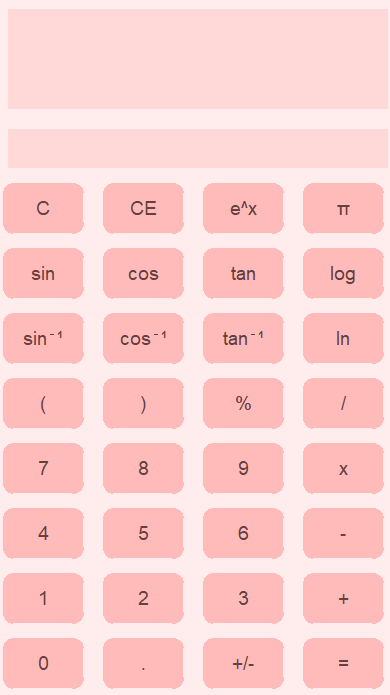 C CE e^x π
sin cos tan log
sin⁻¹ cos⁻¹ tan⁻¹ ln
( ) % /
7 8 9 x
4 5 6 -
1 2 3 +
0 . +/- =